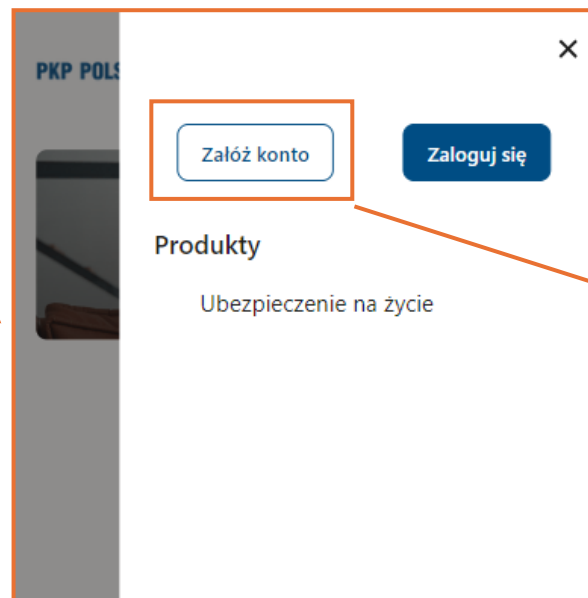 PKP POLS
Załóż konto
Zaloguj się
Produkty
Ubezpieczenie na życie